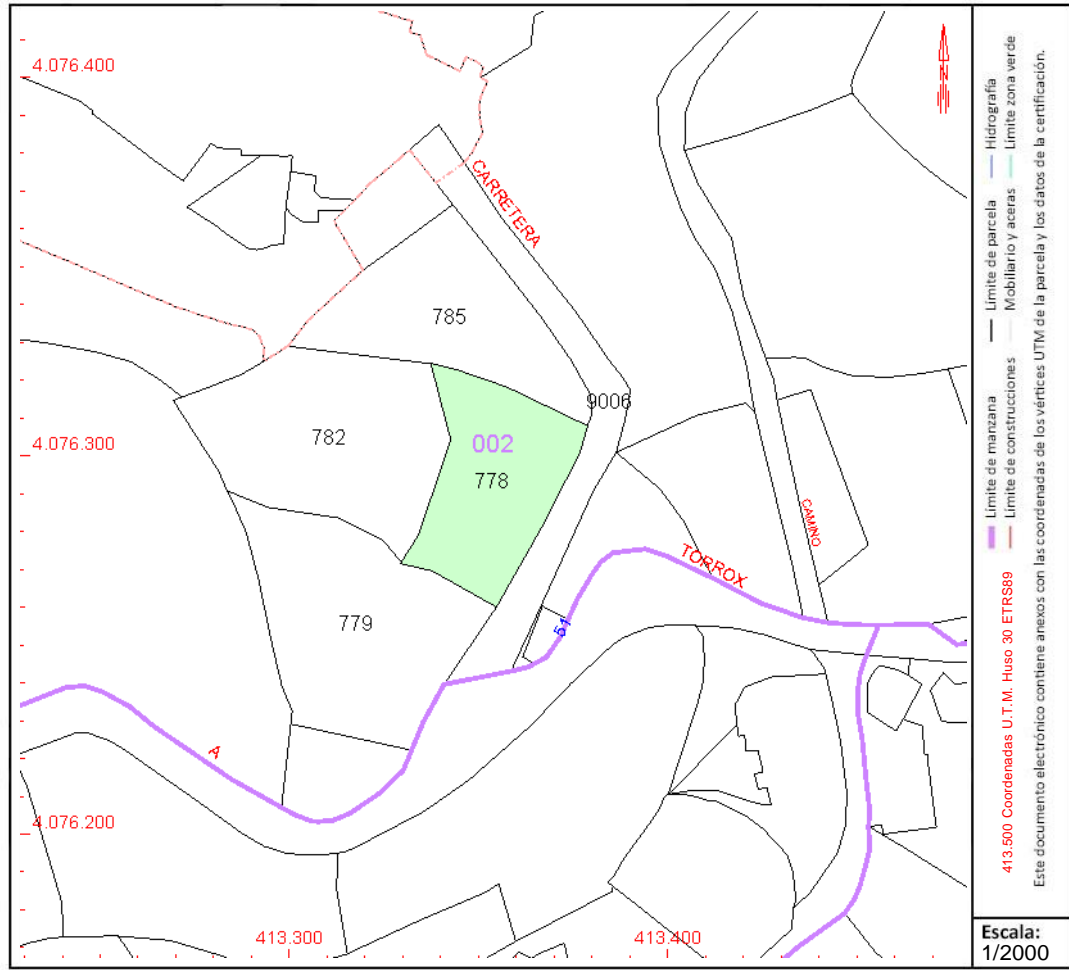 4.076.400
CARRETERA
785
9006
4.076.300
782
002
778
CAMINO
TORROX
779
51
A
4.076.200
413.300
413.400
Límite de manzana
Límite de parcela
Hidrografía
Límite de construcciones
Mobiliario y aceras
Límite zona verde
413.500 Coordenadas U.T.M. Huso 30 ETRS89
Este documento electrónico contiene anexos con las coordenadas de los vértices UTM de la parcela y los datos de la certificación.
N
Escala:
1/2000